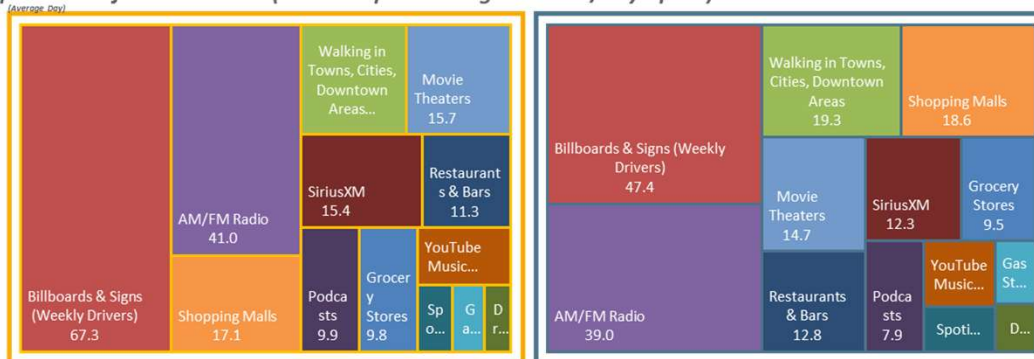 (Average Day)
Billboards & Signs
(Weekly Drivers)
67.3
AM/FM Radio
41.0
Shopping Malls
17.1
Walking in
Towns, Cities,
Downtown
Areas...
Movie
Theaters
15.7
SiriusXM
15.4
Restaurant
s & Bars
11.3
Podca
sts
9.9
Grocer
y
Stores
9.8
YouTube
Music...
Sp
o...
G
a...
D
r...
Billboards & Signs (Weekly
Drivers)
47.4
AM/FM Radio
39.0
Walking in Towns,
Cities, Downtown
Areas
19.3
Shopping Malls
18.6
Movie
Theaters
14.7
SiriusXM
12.3
Grocery
Stores
9.5
Restaurants
& Bars
12.8
Podca
sts
7.9
YouTube
Music...
Gas
St...
Spoti...
D...